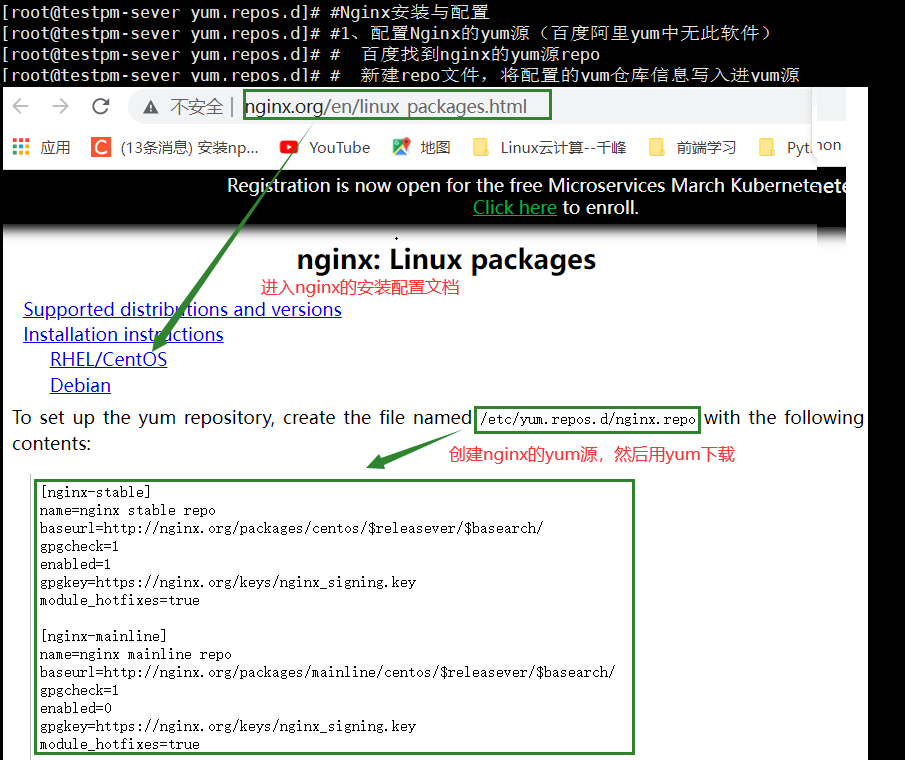 [root@testpm-sever yum.repos.d]# #Nginx安装与配置
[root@testpm-sever yum.repos.d]# #1、配置Nginx的yum源（百度阿里yum中无此软件）
[root@testpm-sever yum.repos.d]# #  百度找到nginx的yum源repo
[root@testpm-sever yum.repos.d]# #  新建repo文件，将配置的yum仓库信息写入进yum源
不安全 | nginx.org/en/linux_packages.html
应用 (13条消息) 安装np... YouTube 地图 Linux云计算--千峰 前端学习 Pyth non
Registration is now open for the free Microservices March Kubernetes nete
Click here to enroll.
nginx: Linux packages
进入nginx的安装配置文档
Supported distributions and versions
Installation instructions
RHEL/CentOS
Debian
To set up the yum repository, create the file named /etc/yum.repos.d/nginx.repo with the following
contents:
创建nginx的yum源，然后用yum下载
[nginx-stable]
name=nginx stable repo
baseurl=http://nginx.org/packages/centos/$releasever/$basearch/
gpgcheck=1
enabled=1
gpgkey=https://nginx.org/keys/nginx_signing.key
module_hotfixes=true
[nginx-mainline]
name=nginx mainline repo
baseurl=http://nginx.org/packages/mainline/centos/$releasever/$basearch/
gpgcheck=1
enabled=0
gpgkey=https://nginx.org/keys/nginx_signing.key
module_hotfixes=true